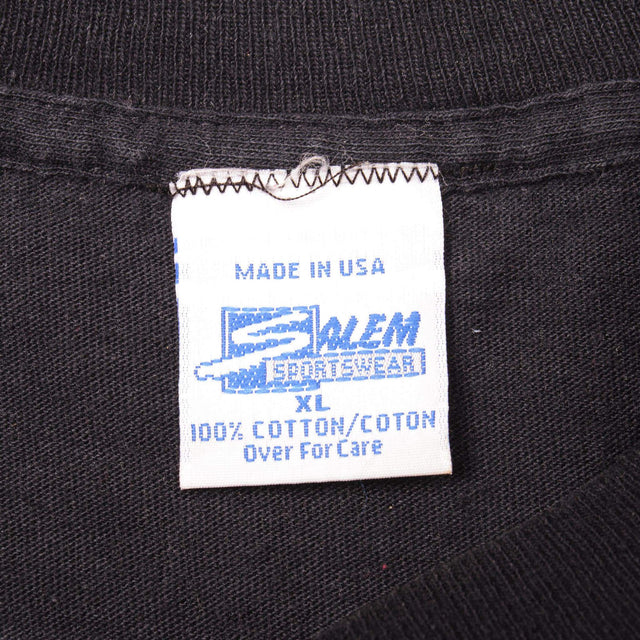 MADE IN USA
SALEM
SPORTSWEAR
XL
100% COTTON/COTON
Over For Care